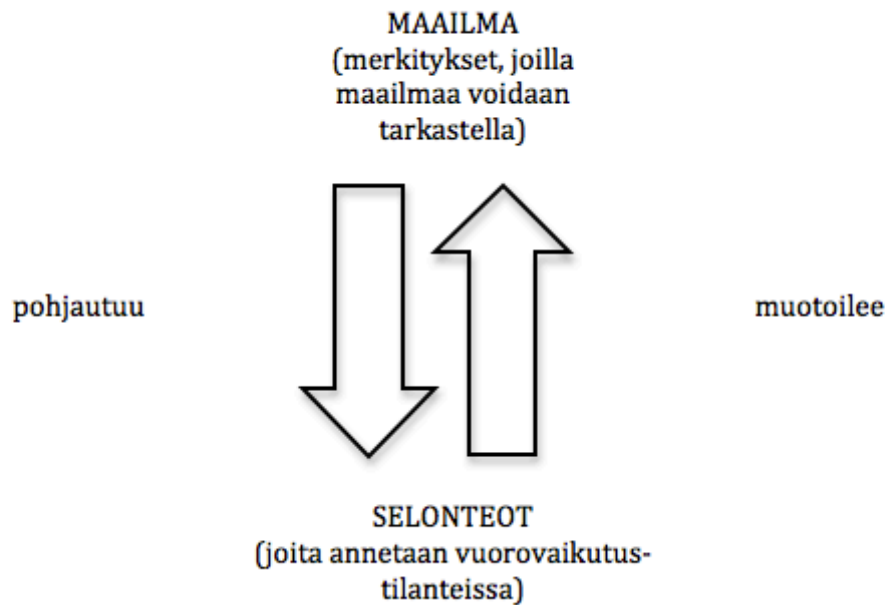 MAAILMA
(merkitykset, joilla
maailmaa voidaan
tarkastella)
pohjautuu
muotoilee
SELONTEOT
(joita annetaan vuorovaikutus-
tilanteissa)